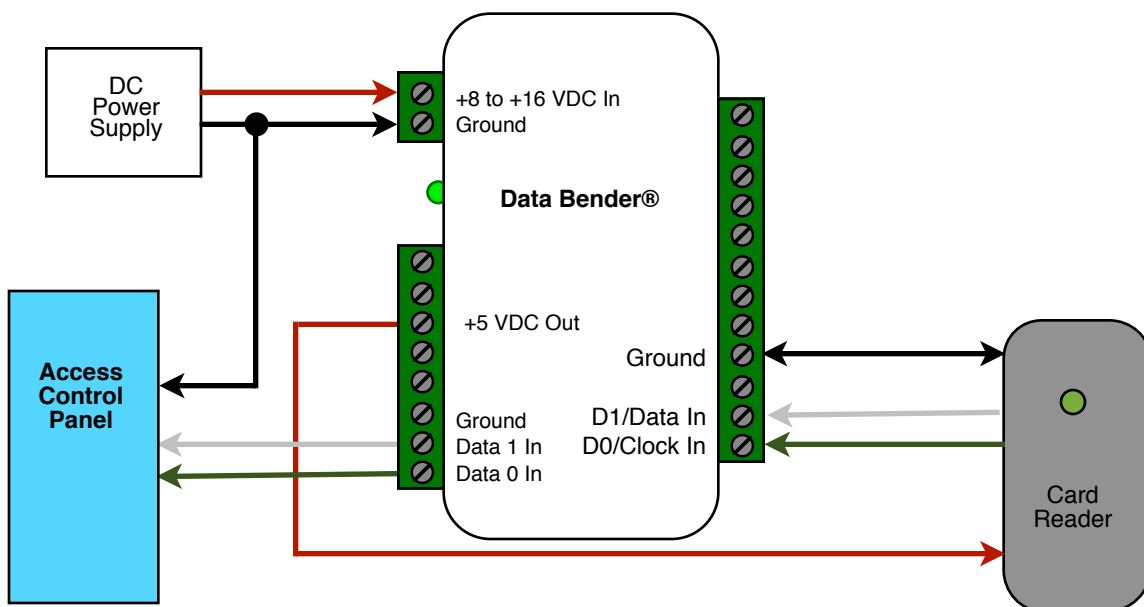 DC
Power
Supply
+8 to +16 VDC In
Ground
Data Bender®
+5 VDC Out
Ground
Data 1 In
Data 0 In
Ground
D1/Data In
D0/Clock In
Access
Control
Panel
Card
Reader